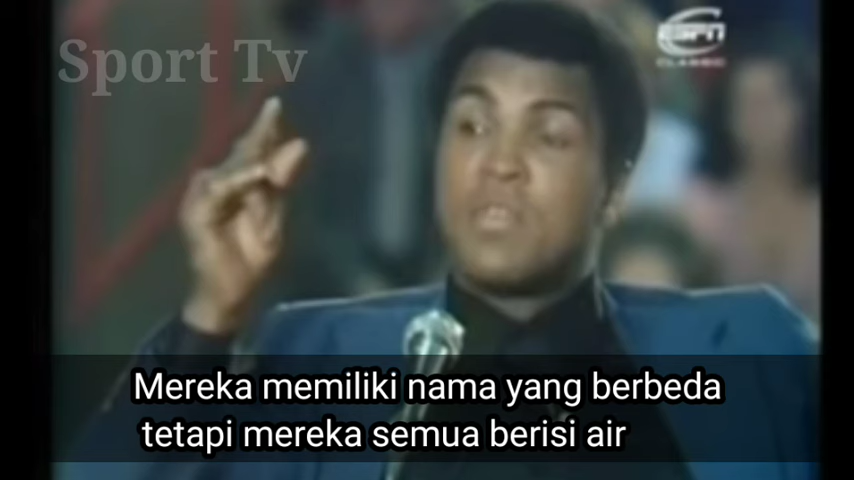 Sport Tv
ESPN
CLASSIC
Mereka memiliki nama yang berbeda
tetapi mereka semua berisi air